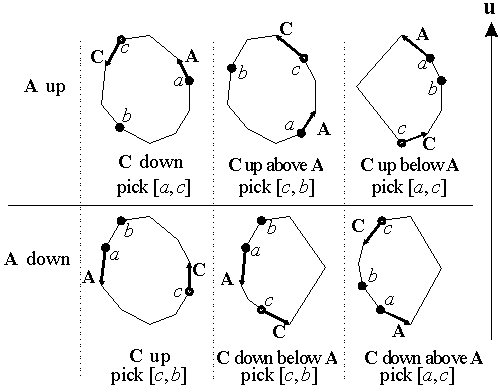 u
C c A a b
C c b a A
A a b c C
A up
C down
pick [a, c]
C up above A
pick [c, b]
C up below A
pick [a, c]
A down
b a A C c
b a A c C
C c b a A
C up
pick [c, b]
C down below A
pick [c, b]
C down above A
pick [a, c]